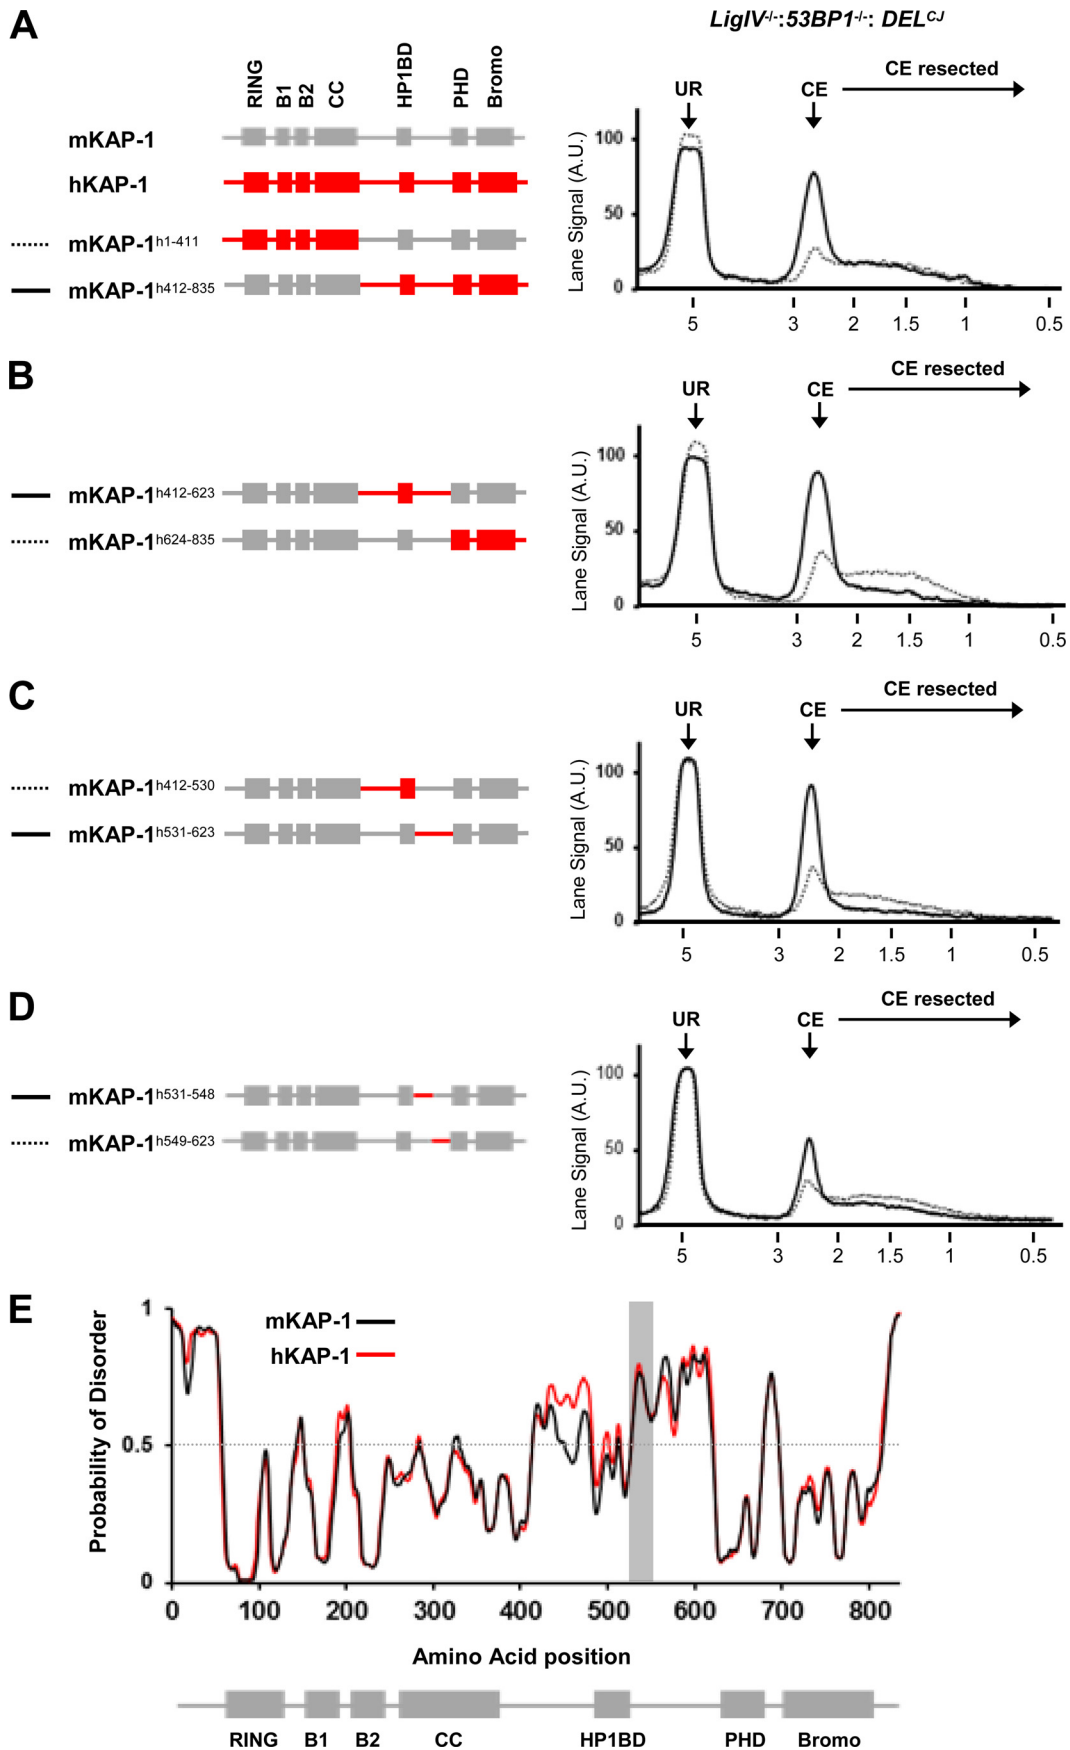 A
LigIV-/-:53BP1-/-: DELCJ
RING B1 B2 CC HP1BD PHD Bromo
mKAP-1
hKAP-1
mKAP-1h1-411
mKAP-1h412-835
UR CE CE resected
Lane Signal (A.U.)
100
50
0
5 3 2 1.5 1 0.5
B
mKAP-1h412-623
mKAP-1h624-835
UR CE CE resected
Lane Signal (A.U.)
100
50
0
5 3 2 1.5 1 0.5
C
mKAP-1h412-530
mKAP-1h531-623
UR CE CE resected
Lane Signal (A.U.)
100
50
0
5 3 2 1.5 1 0.5
D
mKAP-1h531-548
mKAP-1h549-623
UR CE CE resected
Lane Signal (A.U.)
100
50
0
5 3 2 1.5 1 0.5
E
mKAP-1
hKAP-1
Probability of Disorder
1
0.5
0
0 100 200 300 400 500 600 700 800
Amino Acid position
RING B1 B2 CC HP1BD PHD Bromo